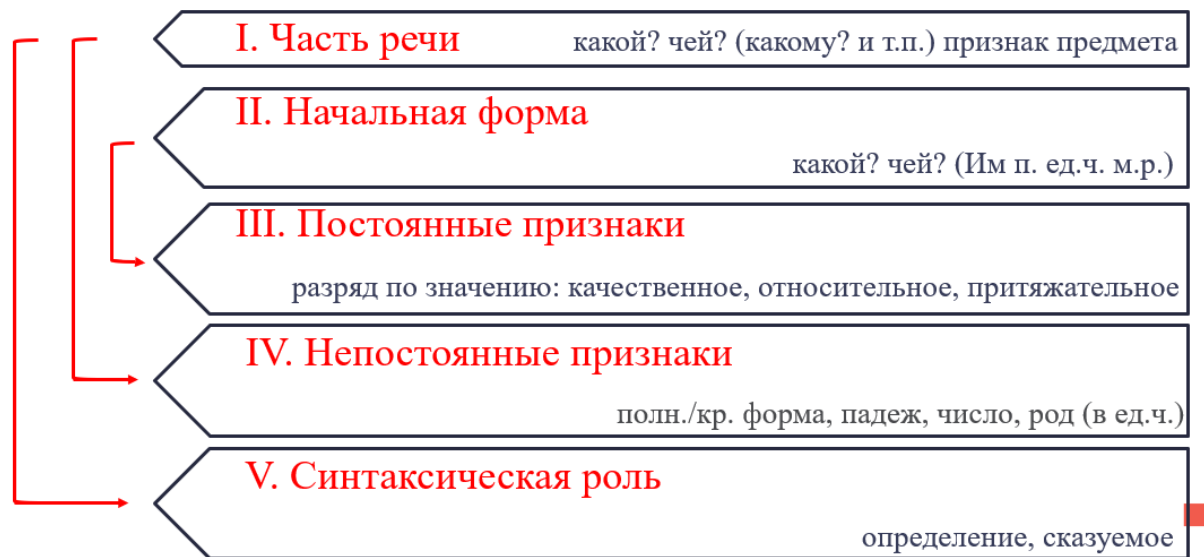 I. Часть речи какой? чей? (какому? и т.п.) признак предмета
II. Начальная форма
какой? чей? (Им п. ед.ч. м.р.)
III. Постоянные признаки
разряд по значению: качественное, относительное, притяжательное
IV. Непостоянные признаки
полн./кр. форма, падеж, число, род (в ед.ч.)
V. Синтаксическая роль
определение, сказуемое